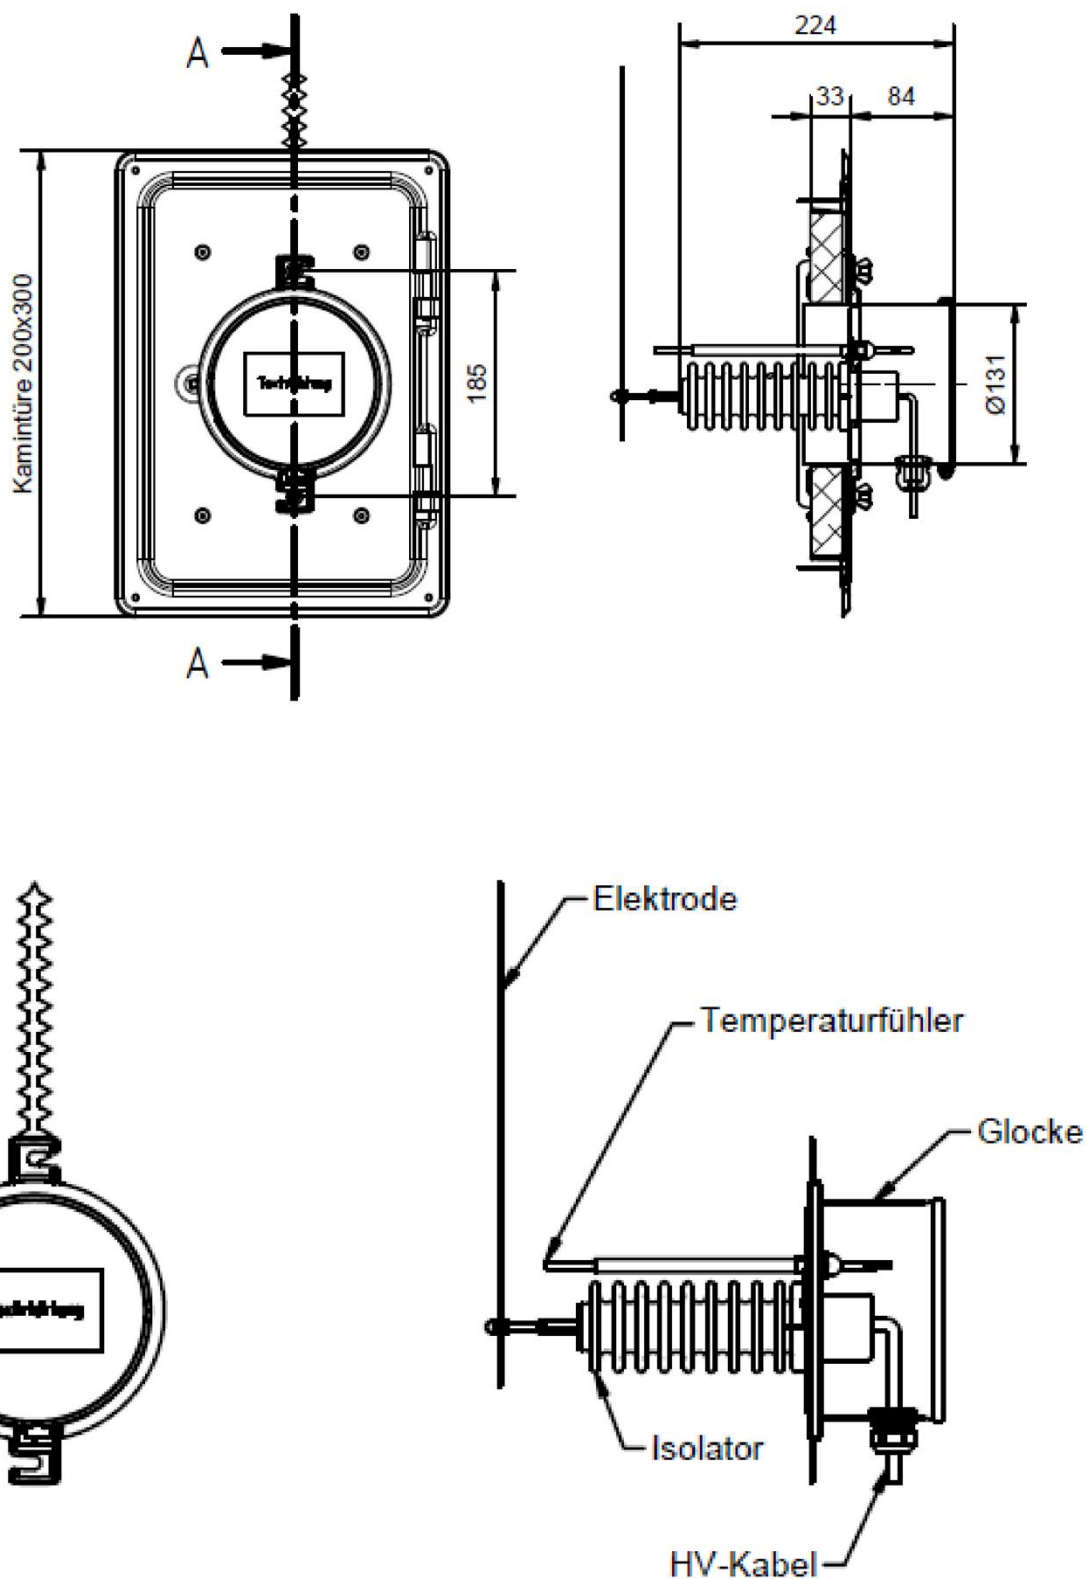 A
224
33
84
Kamintüre 200x300
185
Ø131
A
Elektrode
Temperaturfühler
Glocke
Isolator
HV-Kabel